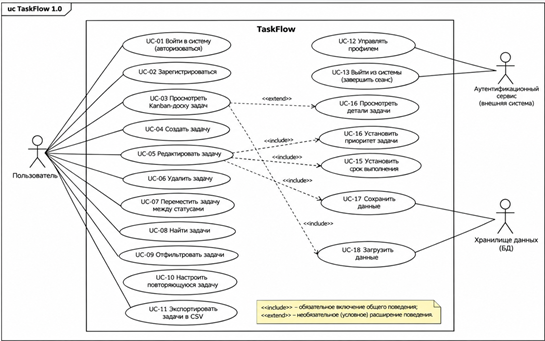 uc TaskFlow 1.0
TaskFlow
UC-01 Войти в систему
(авторизоваться)
UC-02 Зарегистрироваться
UC-03 Просмотреть
Kanban-доску задач
UC-04 Создать задачу
UC-05 Редактировать задачу
UC-06 Удалить задачу
UC-07 Переместить задачу
между статусами
UC-08 Найти задачи
UC-09 Отфильтровать задачи
UC-10 Настроить
повторяющуюся задачу
UC-11 Экспортировать
задачи в CSV
Пользователь
<<extend>>
<<include>>
<<include>>
<<include>>
<<include>>
UC-12 Управлять
профилем
UC-13 Выйти из системы
(завершить сеанс)
UC-16 Просмотреть
детали задачи
UC-16 Установить
приоритет задачи
UC-15 Установить
срок выполнения
UC-17 Сохранить
данные
UC-18 Загрузить
данные
Аутентификационный
сервис
(внешняя система)
Хранилище данных
(БД)
<<include>> – обязательное включение общего поведения;
<<extend>> – необязательное (условное) расширение поведения.